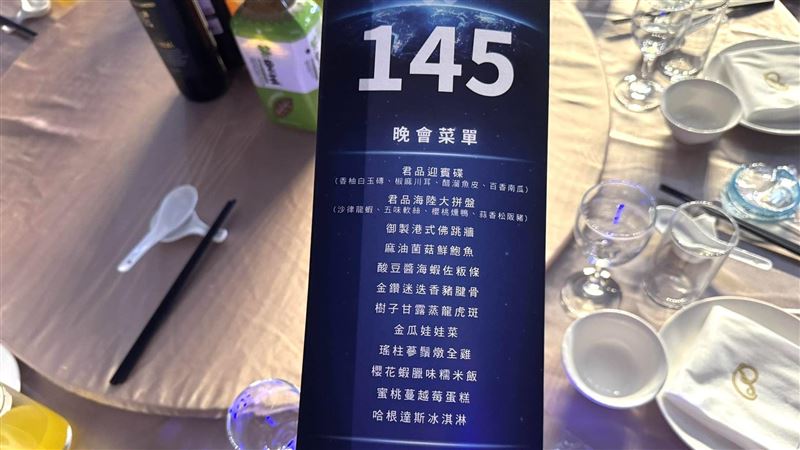 145
晚會菜單
君品迎賓碟
(香柚白玉磚、椒麻川耳、醋溜魚皮、百香南瓜)
君品海陸大拼盤
(沙律龍蝦、五味軟絲、櫻桃燻鴨、蒜香松阪豬)
御製港式佛跳牆
麻油菌菇鮮鮑魚
酸豆醬海蝦佐粄條
金鑽迷迭香豬腱骨
樹子甘露蒸龍虎斑
金瓜娃娃菜
瑤柱蔘鬚燉全雞
櫻花蝦臘味糯米飯
蜜桃蔓越莓蛋糕
哈根達斯冰淇淋